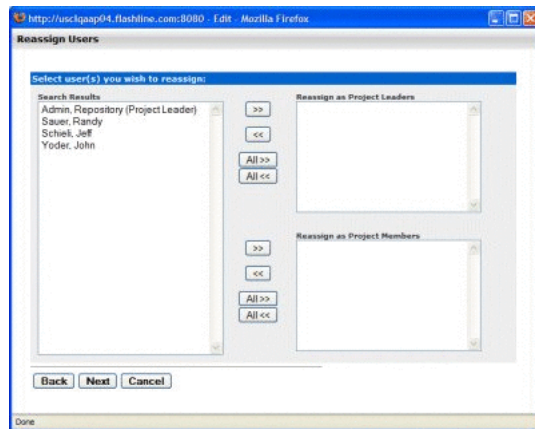 http://usclqaap04.flashline.com:8080 - Edit - Mozilla Firefox
Reassign Users
Select user(s) you wish to reassign:
Search Results
Admin, Repository (Project Leader)
Sauer, Randy
Schieli, Jeff
Yoder, John
>>
<<
All >>
All <<
Reassign as Project Leaders
>>
<<
All >>
All <<
Reassign as Project Members
Back Next Cancel
Done